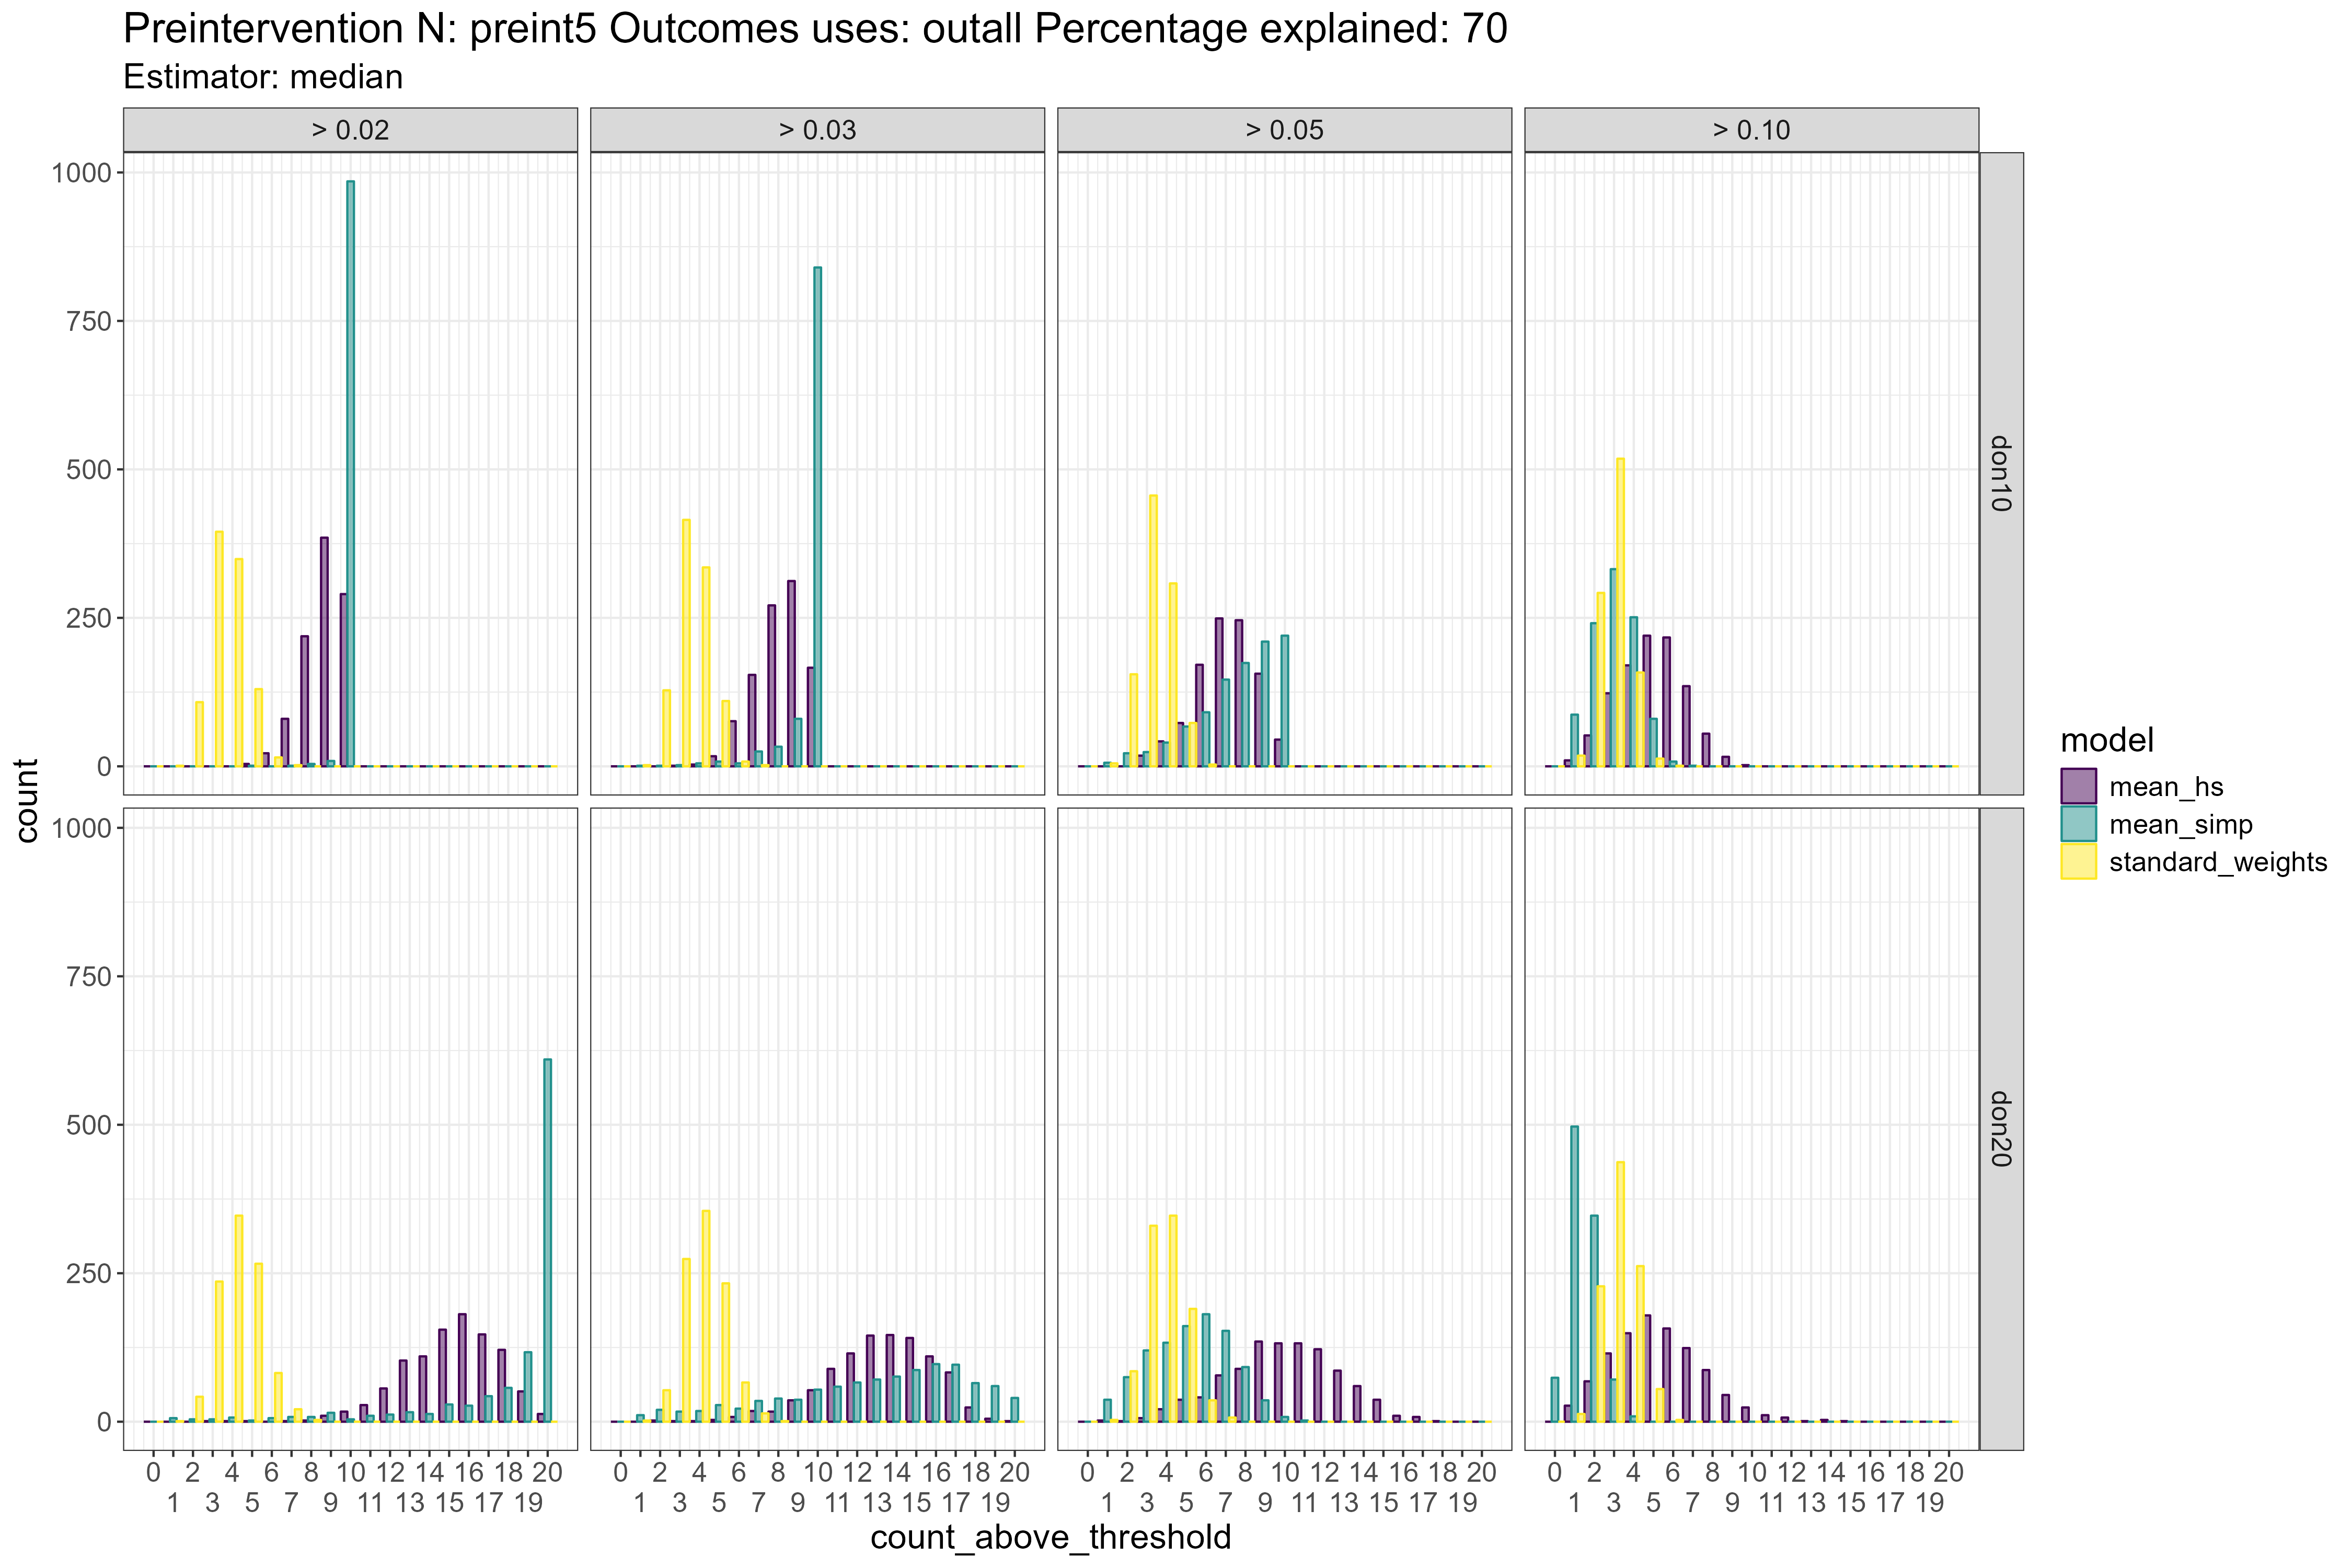 Preintervention N: preint5 Outcomes uses: outall Percentage explained: 70
Estimator: median
> 0.02 > 0.03 > 0.05 > 0.10
1000
750
500
250
0
don10
1000
750
500
250
0
don20
count
0 2 4 6 8 10 12 14 16 18 20 0 2 4 6 8 10 12 14 16 18 20 0 2 4 6 8 10 12 14 16 18 20 0 2 4 6 8 10 12 14 16 18 20
1 3 5 7 9 11 13 15 17 19 1 3 5 7 9 11 13 15 17 19 1 3 5 7 9 11 13 15 17 19 1 3 5 7 9 11 13 15 17 19
count_above_threshold
model
mean_hs
mean_simp
standard_weights